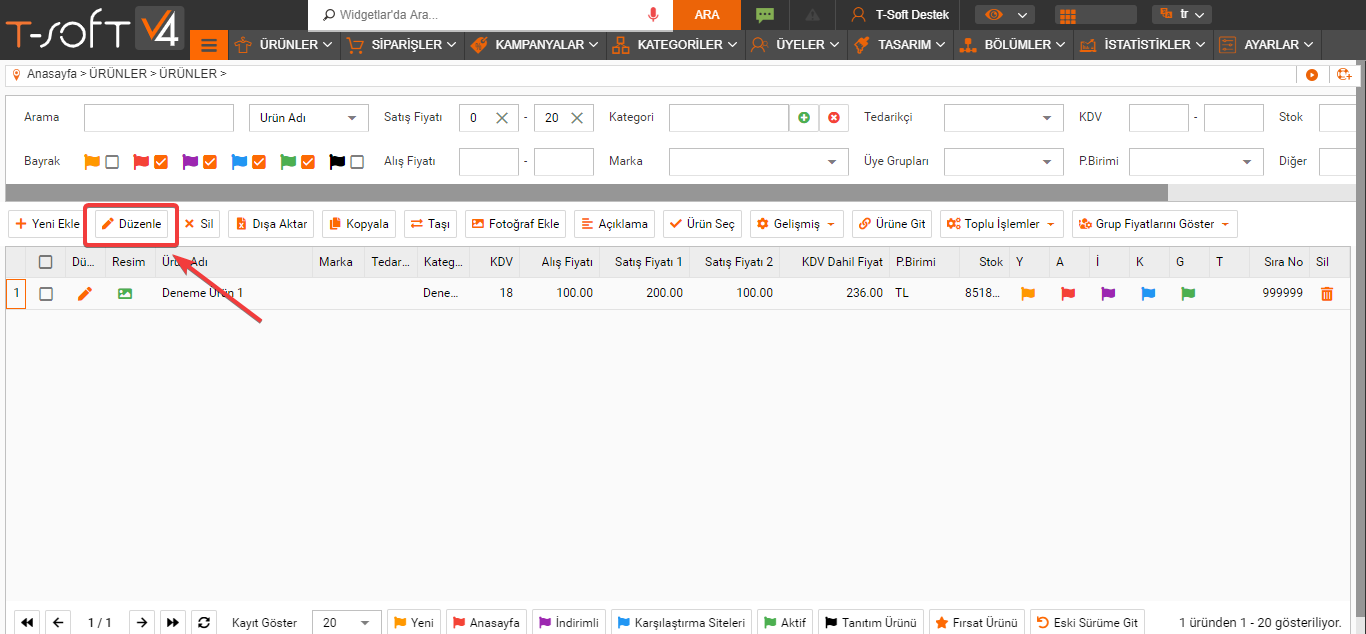 T-SOFT V4 Widgetlar'da Ara... ARA T-Soft Destek tr
ÜRÜNLER SİPARİŞLER KAMPANYALAR KATEGORİLER ÜYELER TASARIM BÖLÜMLER İSTATİSTİKLER AYARLAR
Anasayfa > ÜRÜNLER > ÜRÜNLER >
Arama Ürün Adı Satış Fiyatı 0 - 20 Kategori Tedarikçi KDV - Stok
Bayrak Alış Fiyatı - Marka Üye Grupları P.Birimi Diğer
Yeni Ekle Düzenle Sil Dışa Aktar Kopyala Taşı Fotoğraf Ekle Açıklama Ürün Seç Gelişmiş Ürüne Git Toplu İşlemler Grup Fiyatlarını Göster
Dü... Resim Ürün Adı Marka Tedar... Kateg... KDV Alış Fiyatı Satış Fiyatı 1 Satış Fiyatı 2 KDV Dahil Fiyat P.Birimi Stok Y A İ K G T Sıra No Sil
1 Deneme Ürün 1 Dene... 18 100.00 200.00 100.00 236.00 TL 8518... 999999
1 / 1 Kayıt Göster 20 Yeni Anasayfa İndirimli Karşılaştırma Siteleri Aktif Tanıtım Ürünü Fırsat Ürünü Eski Sürüme Git 1 üründen 1 - 20 gösteriliyor.